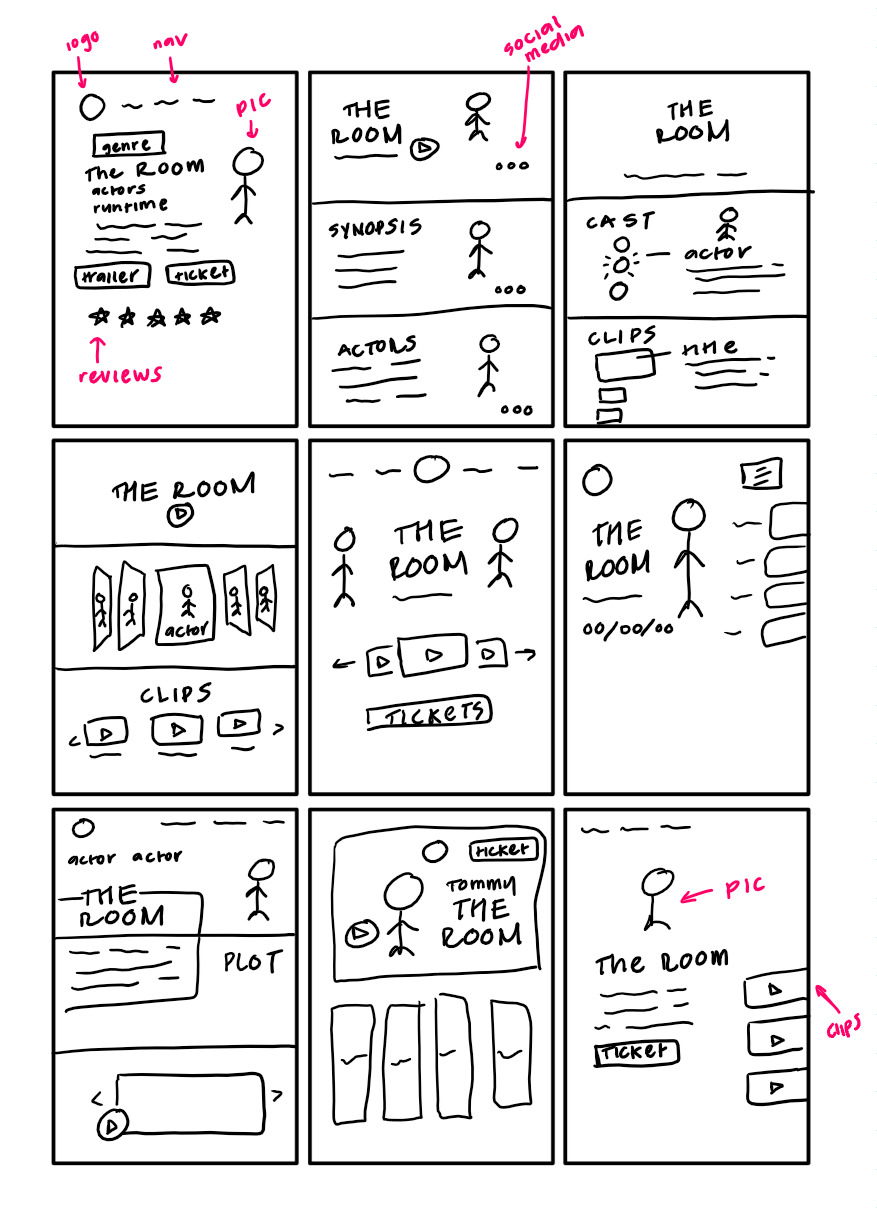 logo
nav
social
media
pic
genre
The ROOM
actors
runtime
trailer
ticket
reviews
THE
ROOM
SYNOPSIS
ACTORS
THE
ROOM
CAST
actor
CLIPS
title
THE ROOM
actor
CLIPS
THE
ROOM
TICKETS
THE
ROOM
00/00/00
actor actor
THE
ROOM
PLOT
TICKET
Tommy
THE
ROOM
PIC
The Room
TICKET
clips